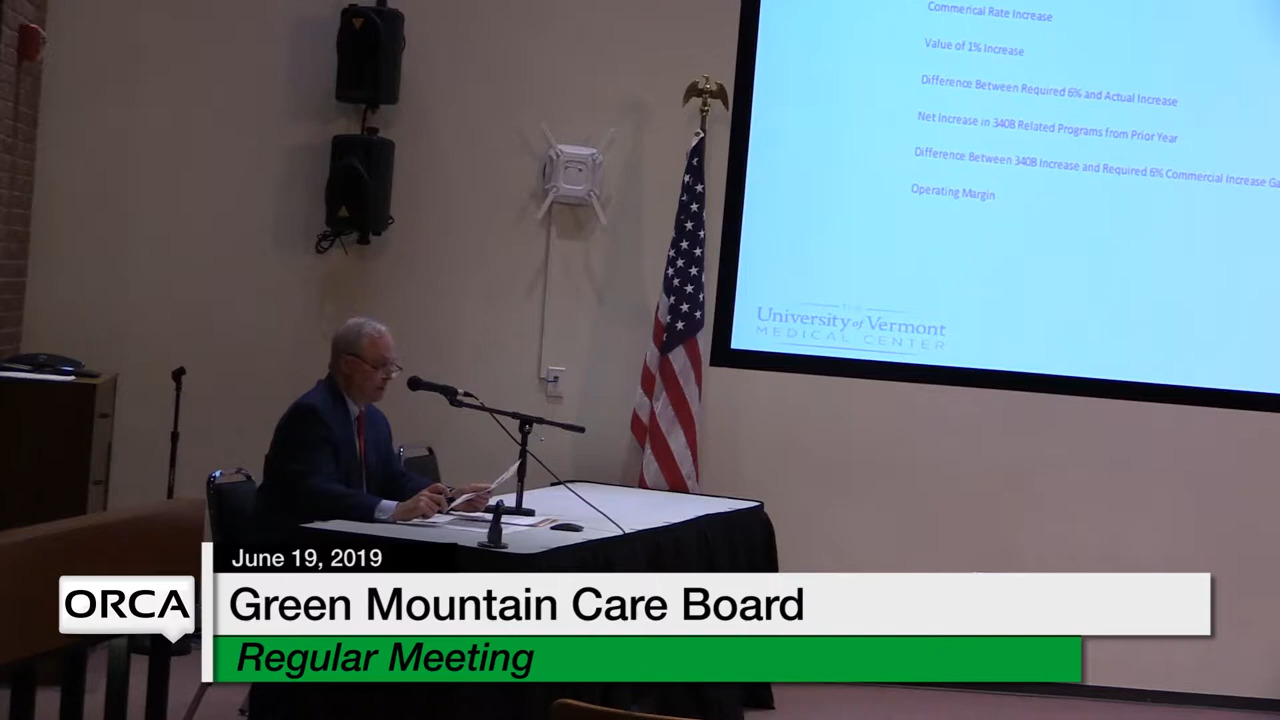 Commerical Rate Increase
Value of 1% Increase
Difference Between Required 6% and Actual Increase
Net Increase in 340B Related Programs from Prior Year
Difference Between 340B Increase and Required 6% Commercial Increase Ga
Operating Margin
THE
University of Vermont
MEDICAL CENTER
June 19, 2019
ORCA
Green Mountain Care Board
Regular Meeting